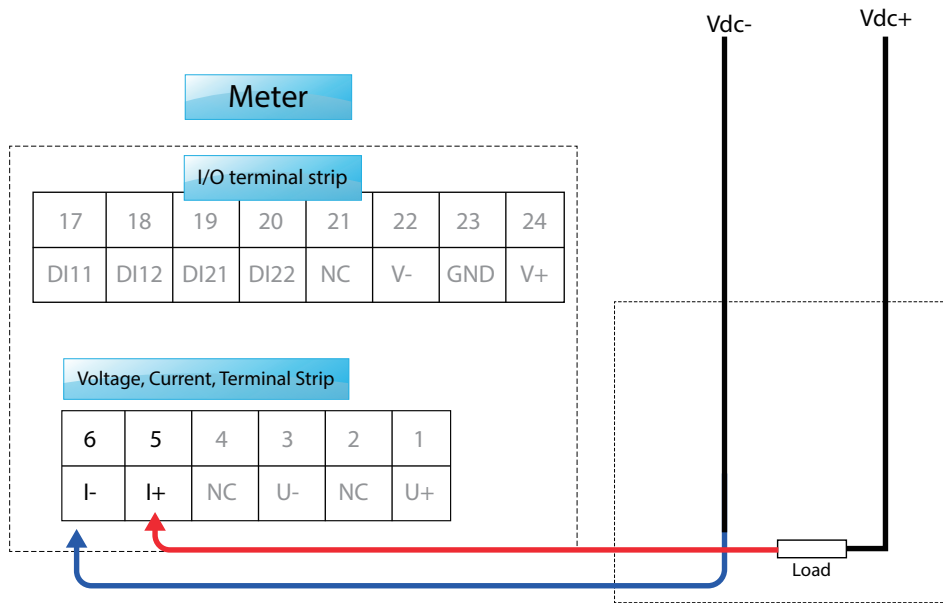 Vdc- Vdc+
Meter
I/O terminal strip
17 18 19 20 21 22 23 24
DI11 DI12 DI21 DI22 NC V- GND V+
Voltage, Current, Terminal Strip
6 5 4 3 2 1
I- I+ NC U- NC U+
Load